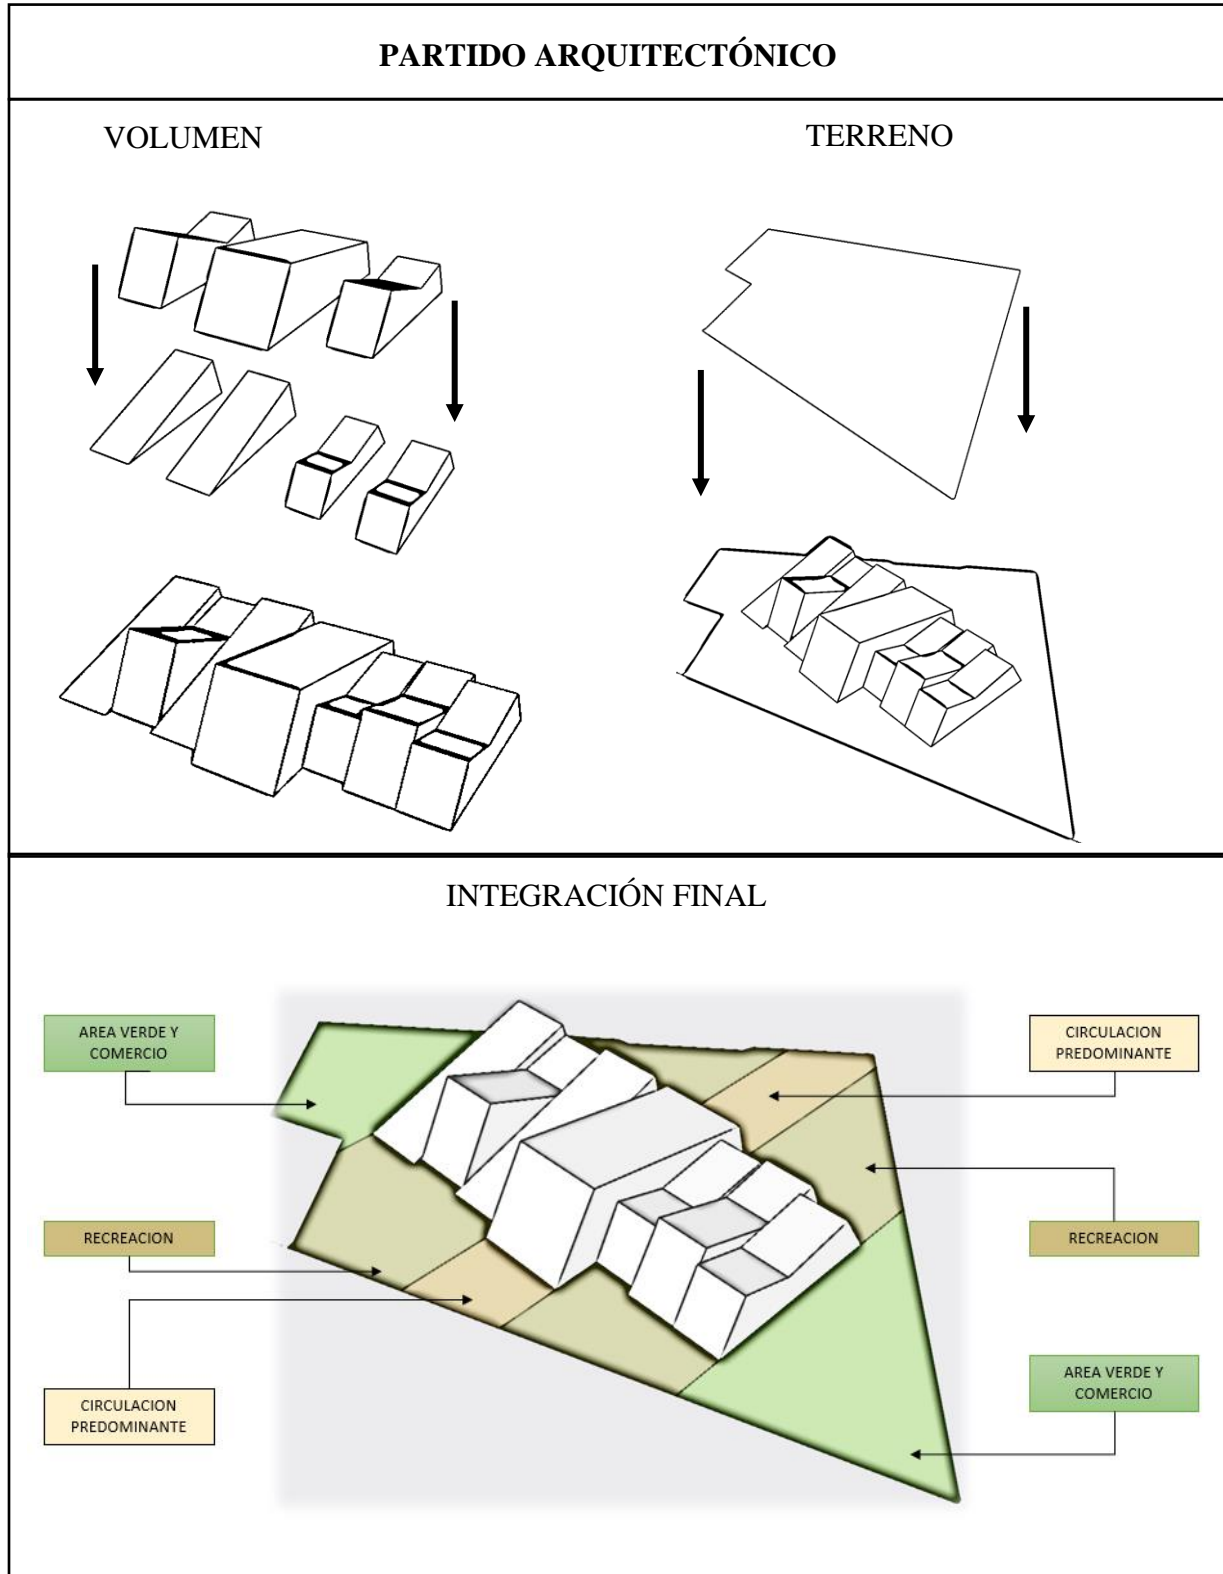 PARTIDO ARQUITECTÓNICO
VOLUMEN
TERRENO
INTEGRACIÓN FINAL
AREA VERDE Y
COMERCIO
RECREACION
CIRCULACION
PREDOMINANTE
CIRCULACION
PREDOMINANTE
RECREACION
AREA VERDE Y
COMERCIO